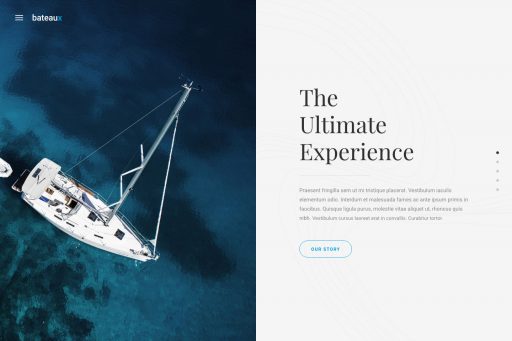 bateaux
The
Ultimate
Experience
Praesent fringilla sem ut mi tristique placerat. Vestibulum iaculis
elementum odio. Interdum et malesuada fames ac ante ipsum primis in
faucibus. Quisque ligula purus, molestie vitae aliquet ut, rhoncus quis
nibh. Vestibulum cursus laoreet erat in convallis. Curabitur tortor.
OUR STORY